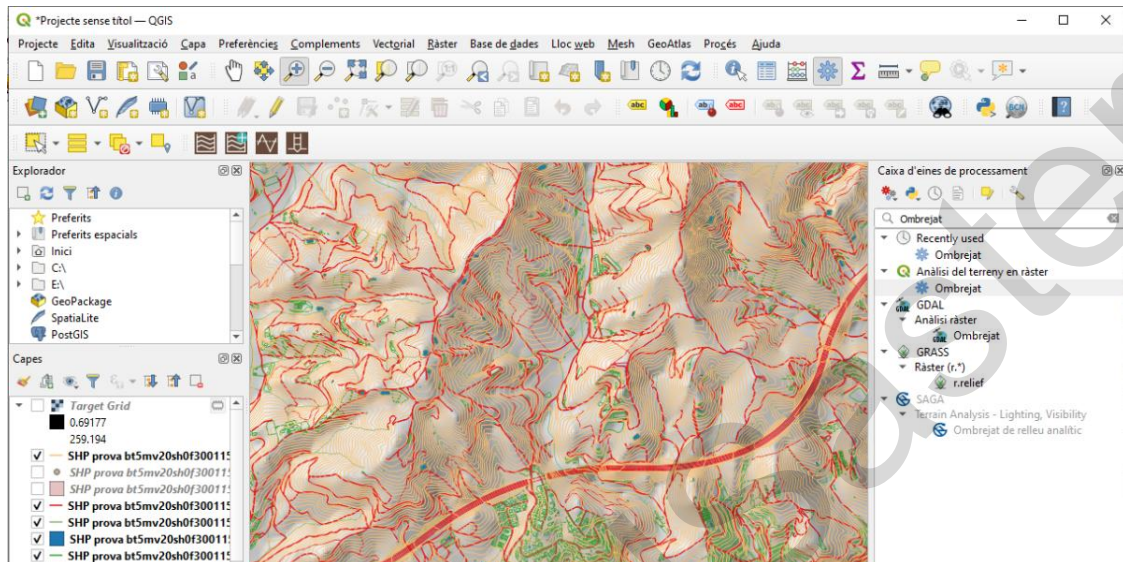 *Projecte sense títol — QGIS
Projecte Edita Visualització Capa Preferències Complements Vectorial Ràster Base de dades Lloc web Mesh GeoAtlas Procés Ajuda
Explorador
Preferits
Preferits espacials
Inici
C:\
E:\
GeoPackage
SpatiaLite
PostGIS
Capes
Target Grid
0.69177
259.194
SHP prova bt5mv20sh0f300115
SHP prova bt5mv20sh0f300115
SHP prova bt5mv20sh0f300115
SHP prova bt5mv20sh0f300115
SHP prova bt5mv20sh0f300115
SHP prova bt5mv20sh0f300115
SHP prova bt5mv20sh0f300115
Caixa d'eines de processament
Ombrejat
Recently used
Ombrejat
Anàlisi del terreny en ràster
Ombrejat
GDAL
Anàlisi ràster
Ombrejat
GRASS
Ràster (r.*)
r.relief
SAGA
Terrain Analysis - Lighting, Visibility
Ombrejat de relleu analític